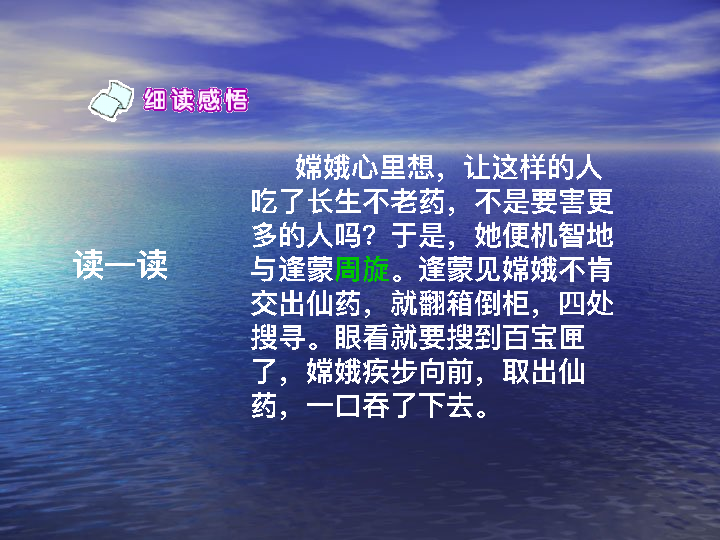 细读感悟
嫦娥心里想，让这样的人
吃了长生不老药，不是要害更
多的人吗？于是，她便机智地
与逢蒙周旋。逢蒙见嫦娥不肯
交出仙药，就翻箱倒柜，四处
搜寻。眼看就要搜到百宝匣
了，嫦娥疾步向前，取出仙
药，一口吞了下去。
读一读